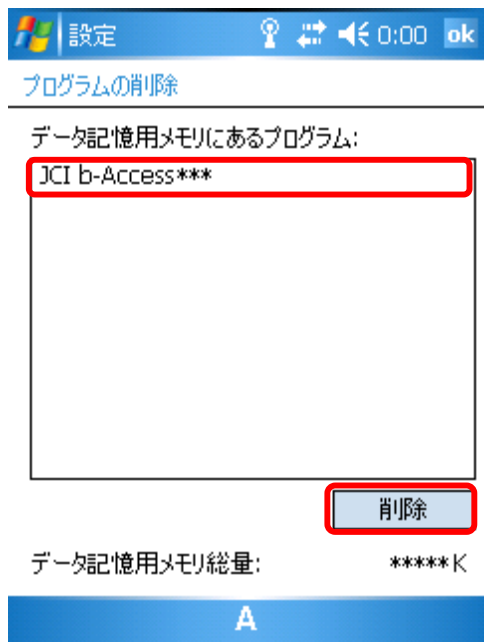 設定 0:00 ok
プログラムの削除
データ記憶用メモリにあるプログラム:
JCI b-Access***
削除
データ記憶用メモリ総量: *****K
A